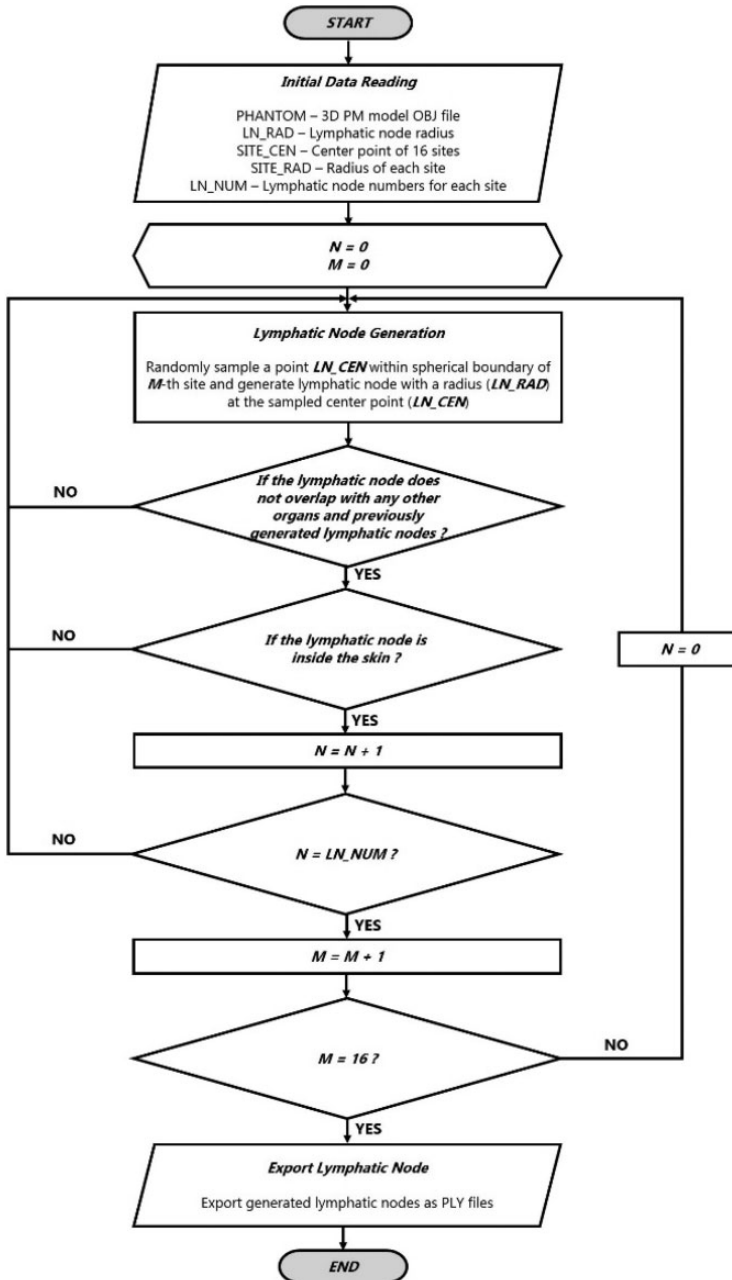 START
Initial Data Reading
PHANTOM – 3D PM model OBJ file
LN_RAD – Lymphatic node radius
SITE_CEN – Center point of 16 sites
SITE_RAD – Radius of each site
LN_NUM – Lymphatic node numbers for each site
N = 0
M = 0
Lymphatic Node Generation
Randomly sample a point LN_CEN within spherical boundary of
M-th site and generate lymphatic node with a radius (LN_RAD)
at the sampled center point (LN_CEN)
If the lymphatic node does
not overlap with any other
organs and previously
generated lymphatic nodes ?
NO
YES
If the lymphatic node is
inside the skin ?
NO
N = 0
YES
N = N + 1
N = LN_NUM ?
NO
YES
M = M + 1
M = 16 ?
NO
YES
Export Lymphatic Node
Export generated lymphatic nodes as PLY files
END